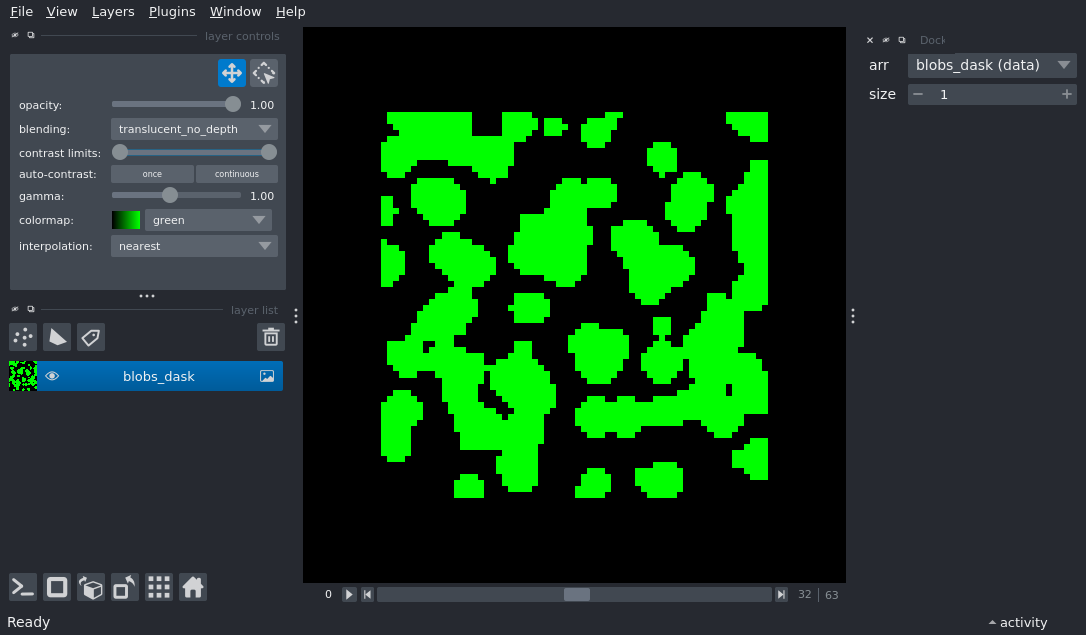 File View Layers Plugins Window Help
layer controls
opacity: 1.00
blending: translucent_no_depth
contrast limits:
auto-contrast: once continuous
gamma: 1.00
colormap: green
interpolation: nearest
layer list
blobs_dask
0 32 63
Dock
arr blobs_dask (data)
size 1
Ready
activity